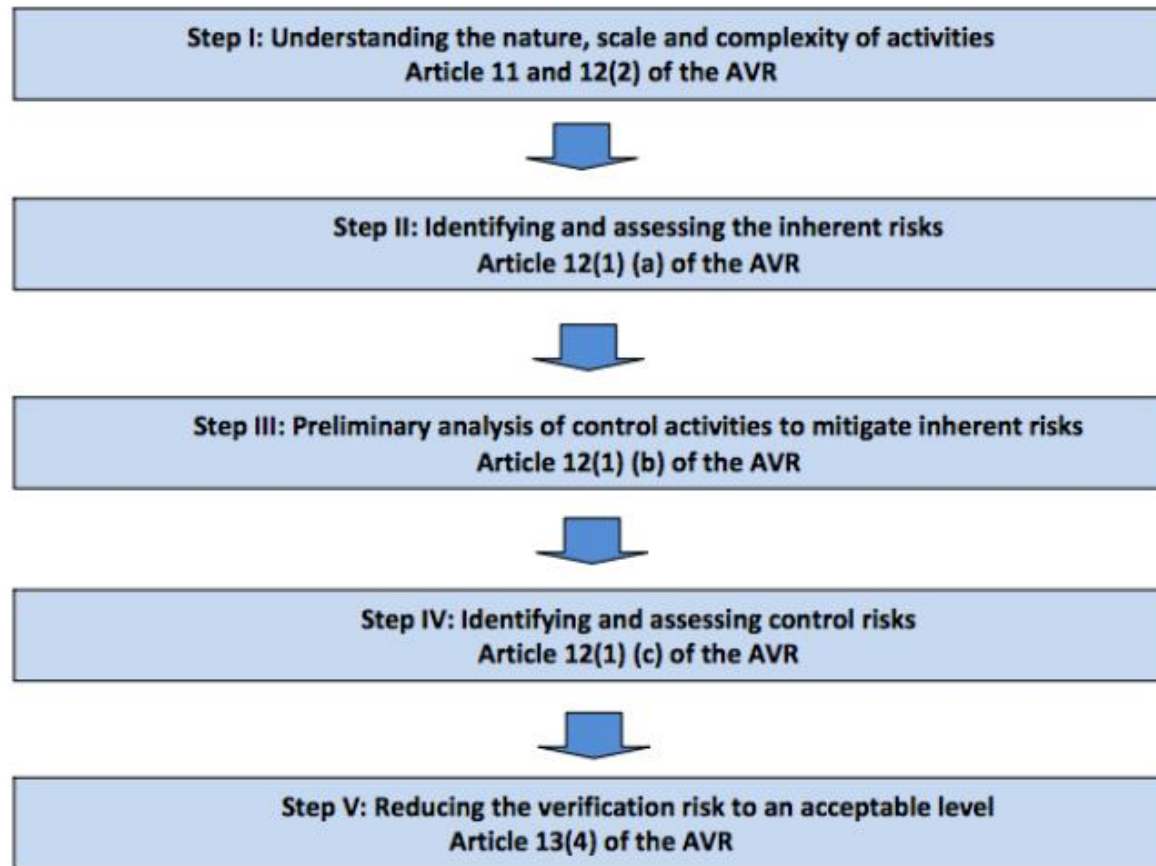 Step I: Understanding the nature, scale and complexity of activities
Article 11 and 12(2) of the AVR
Step II: Identifying and assessing the inherent risks
Article 12(1) (a) of the AVR
Step III: Preliminary analysis of control activities to mitigate inherent risks
Article 12(1) (b) of the AVR
Step IV: Identifying and assessing control risks
Article 12(1) (c) of the AVR
Step V: Reducing the verification risk to an acceptable level
Article 13(4) of the AVR